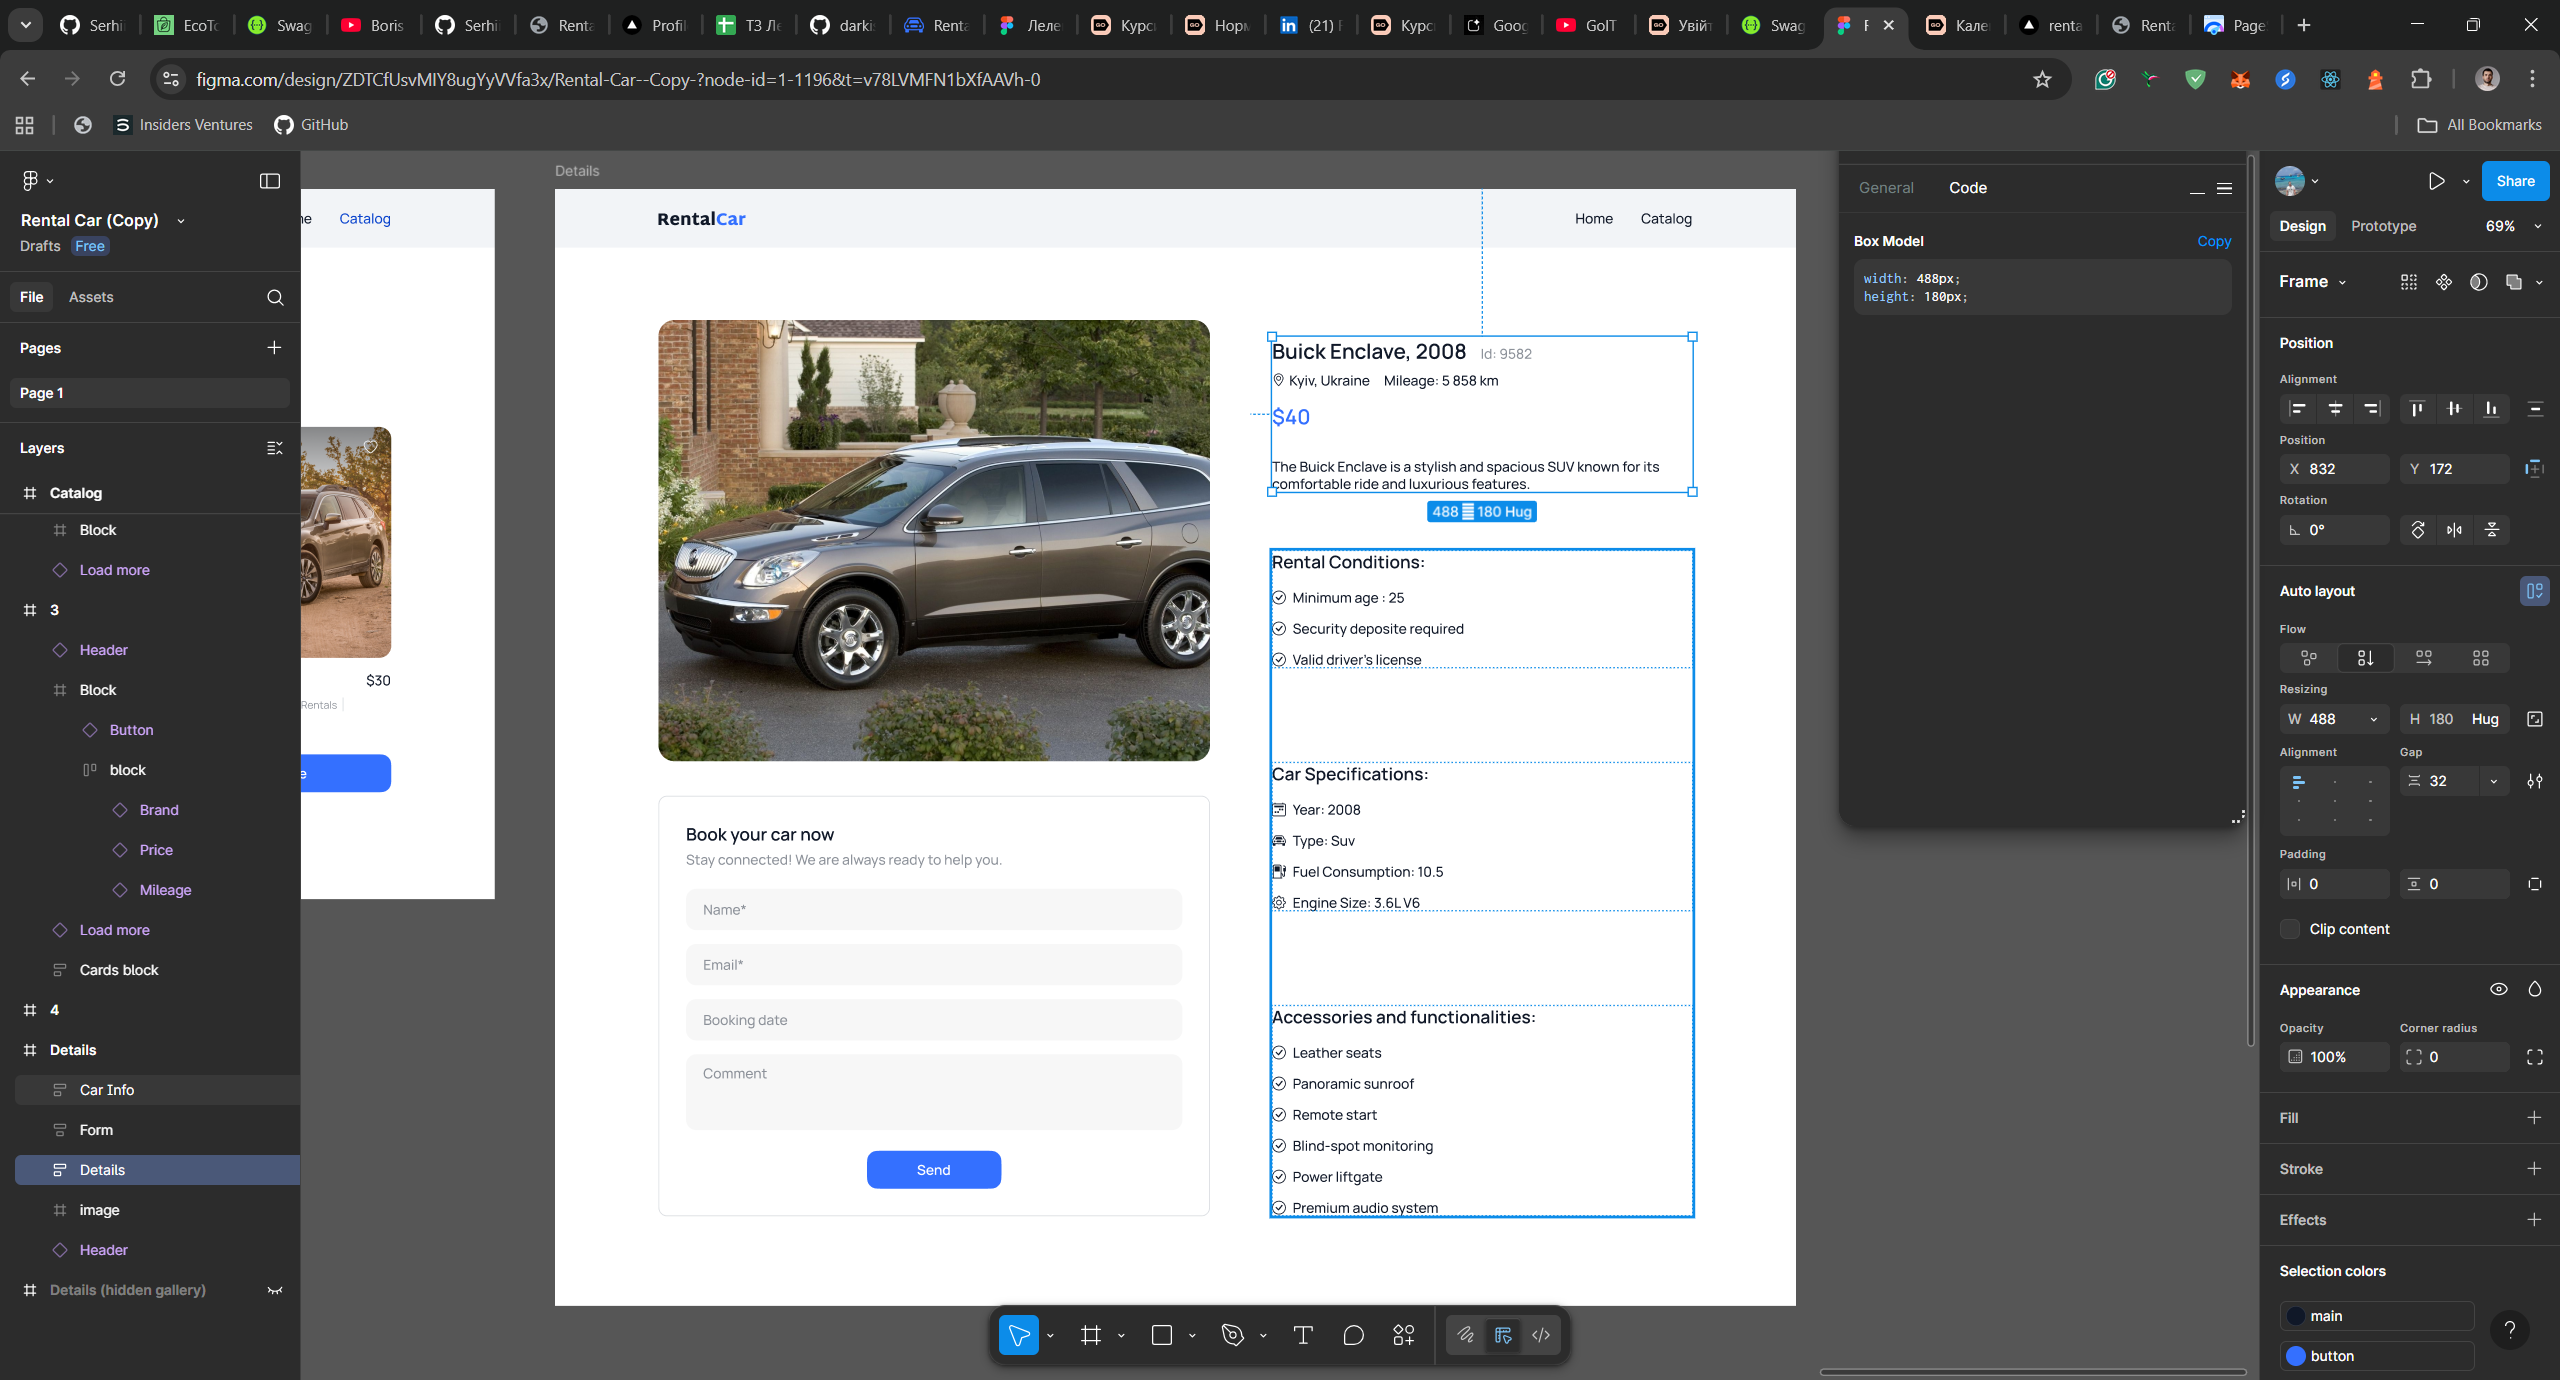 Serhii
EcoTo
Swag
Boris
Serhii
Renta
Profil
ТЗ Ле
darki
Renta
Леле
Курс
Норм
(21) F
Курс
Goog
GoIT
Увійт
Swag
F
Кале
renta
Renta
Page
figma.com/design/ZDTCfUsvMIY8ugYyVVfa3x/Rental-Car--Copy-?node-id=1-1196&t=v78LVMFN1bXfAAVh-0
Insiders Ventures
GitHub
All Bookmarks
Rental Car (Copy)
Drafts Free
File Assets
Pages
Page 1
Layers
Catalog
Block
Load more
3
Header
Block
Button
block
Brand
Price
Mileage
Load more
Cards block
4
Details
Car Info
Form
Details
image
Header
Details (hidden gallery)
me Catalog
$30
Rentals
e
Details
RentalCar
Home Catalog
Buick Enclave, 2008 Id: 9582
Kyiv, Ukraine Mileage: 5 858 km
$40
The Buick Enclave is a stylish and spacious SUV known for its
comfortable ride and luxurious features.
488 180 Hug
Rental Conditions:
Minimum age : 25
Security deposite required
Valid driver's license
Car Specifications:
Year: 2008
Type: Suv
Fuel Consumption: 10.5
Engine Size: 3.6L V6
Accessories and functionalities:
Leather seats
Panoramic sunroof
Remote start
Blind-spot monitoring
Power liftgate
Premium audio system
Book your car now
Stay connected! We are always ready to help you.
Name*
Email*
Booking date
Comment
Send
General Code
Box Model Copy
width: 488px;
height: 180px;
Share
Design Prototype 69%
Frame
Position
Alignment
Position
X 832 Y 172
Rotation
0°
Auto layout
Flow
Resizing
W 488 H 180 Hug
Alignment Gap
32
Padding
0 0
Clip content
Appearance
Opacity Corner radius
100% 0
Fill
Stroke
Effects
Selection colors
main
button
?